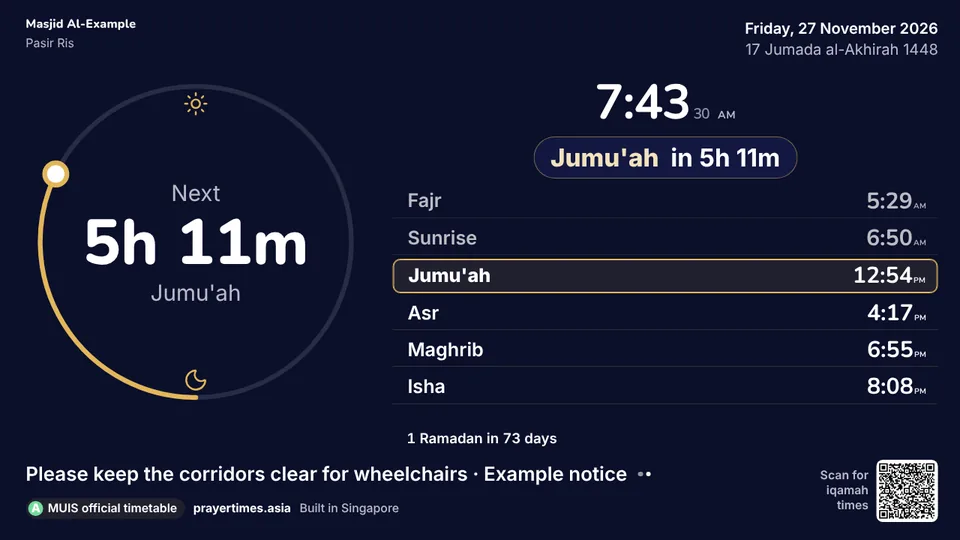 Masjid Al-Example
Pasir Ris
Friday, 27 November 2026
17 Jumada al-Akhirah 1448
7:43 30 AM
Jumu'ah in 5h 11m
Next
5h 11m
Jumu'ah
Fajr 5:29 AM
Sunrise 6:50 AM
Jumu'ah 12:54 PM
Asr 4:17 PM
Maghrib 6:55 PM
Isha 8:08 PM
1 Ramadan in 73 days
Please keep the corridors clear for wheelchairs · Example notice
Scan for
iqamah
times
A MUIS official timetable prayertimes.asia Built in Singapore